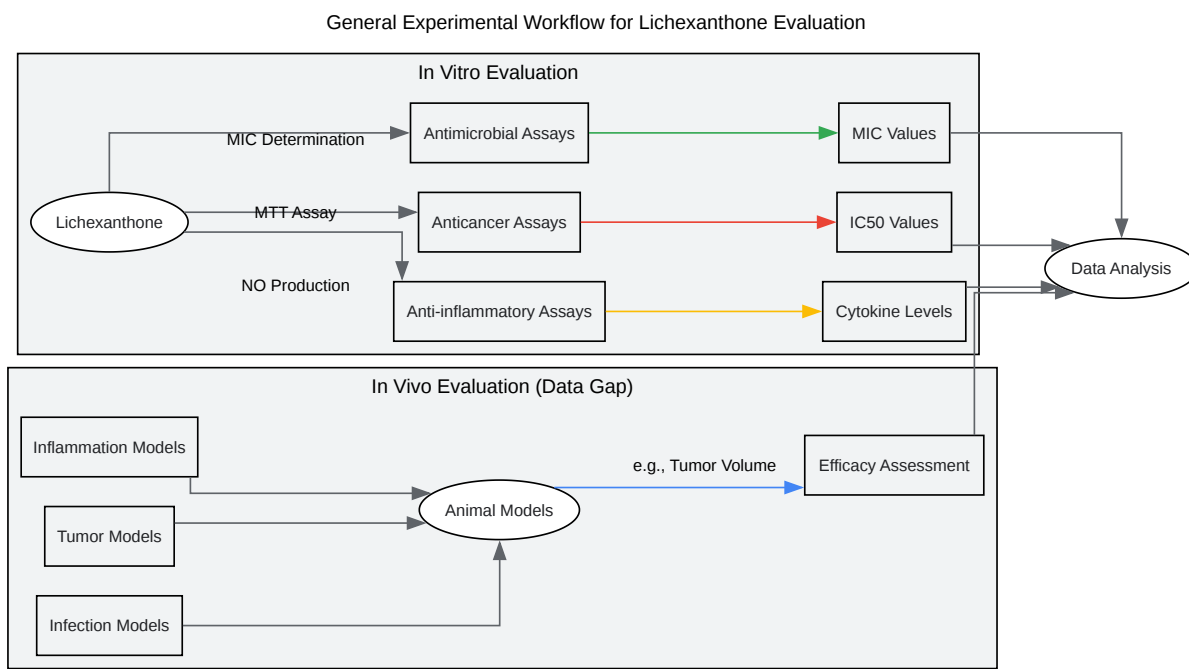 General Experimental Workflow for Lichexanthone Evaluation
In Vitro Evaluation
MIC Determination
Antimicrobial Assays
MIC Values
Lichexanthone
MTT Assay
Anticancer Assays
IC50 Values
Data Analysis
NO Production
Anti-inflammatory Assays
Cytokine Levels
In Vivo Evaluation (Data Gap)
Inflammation Models
e.g., Tumor Volume
Efficacy Assessment
Animal Models
Tumor Models
Infection Models